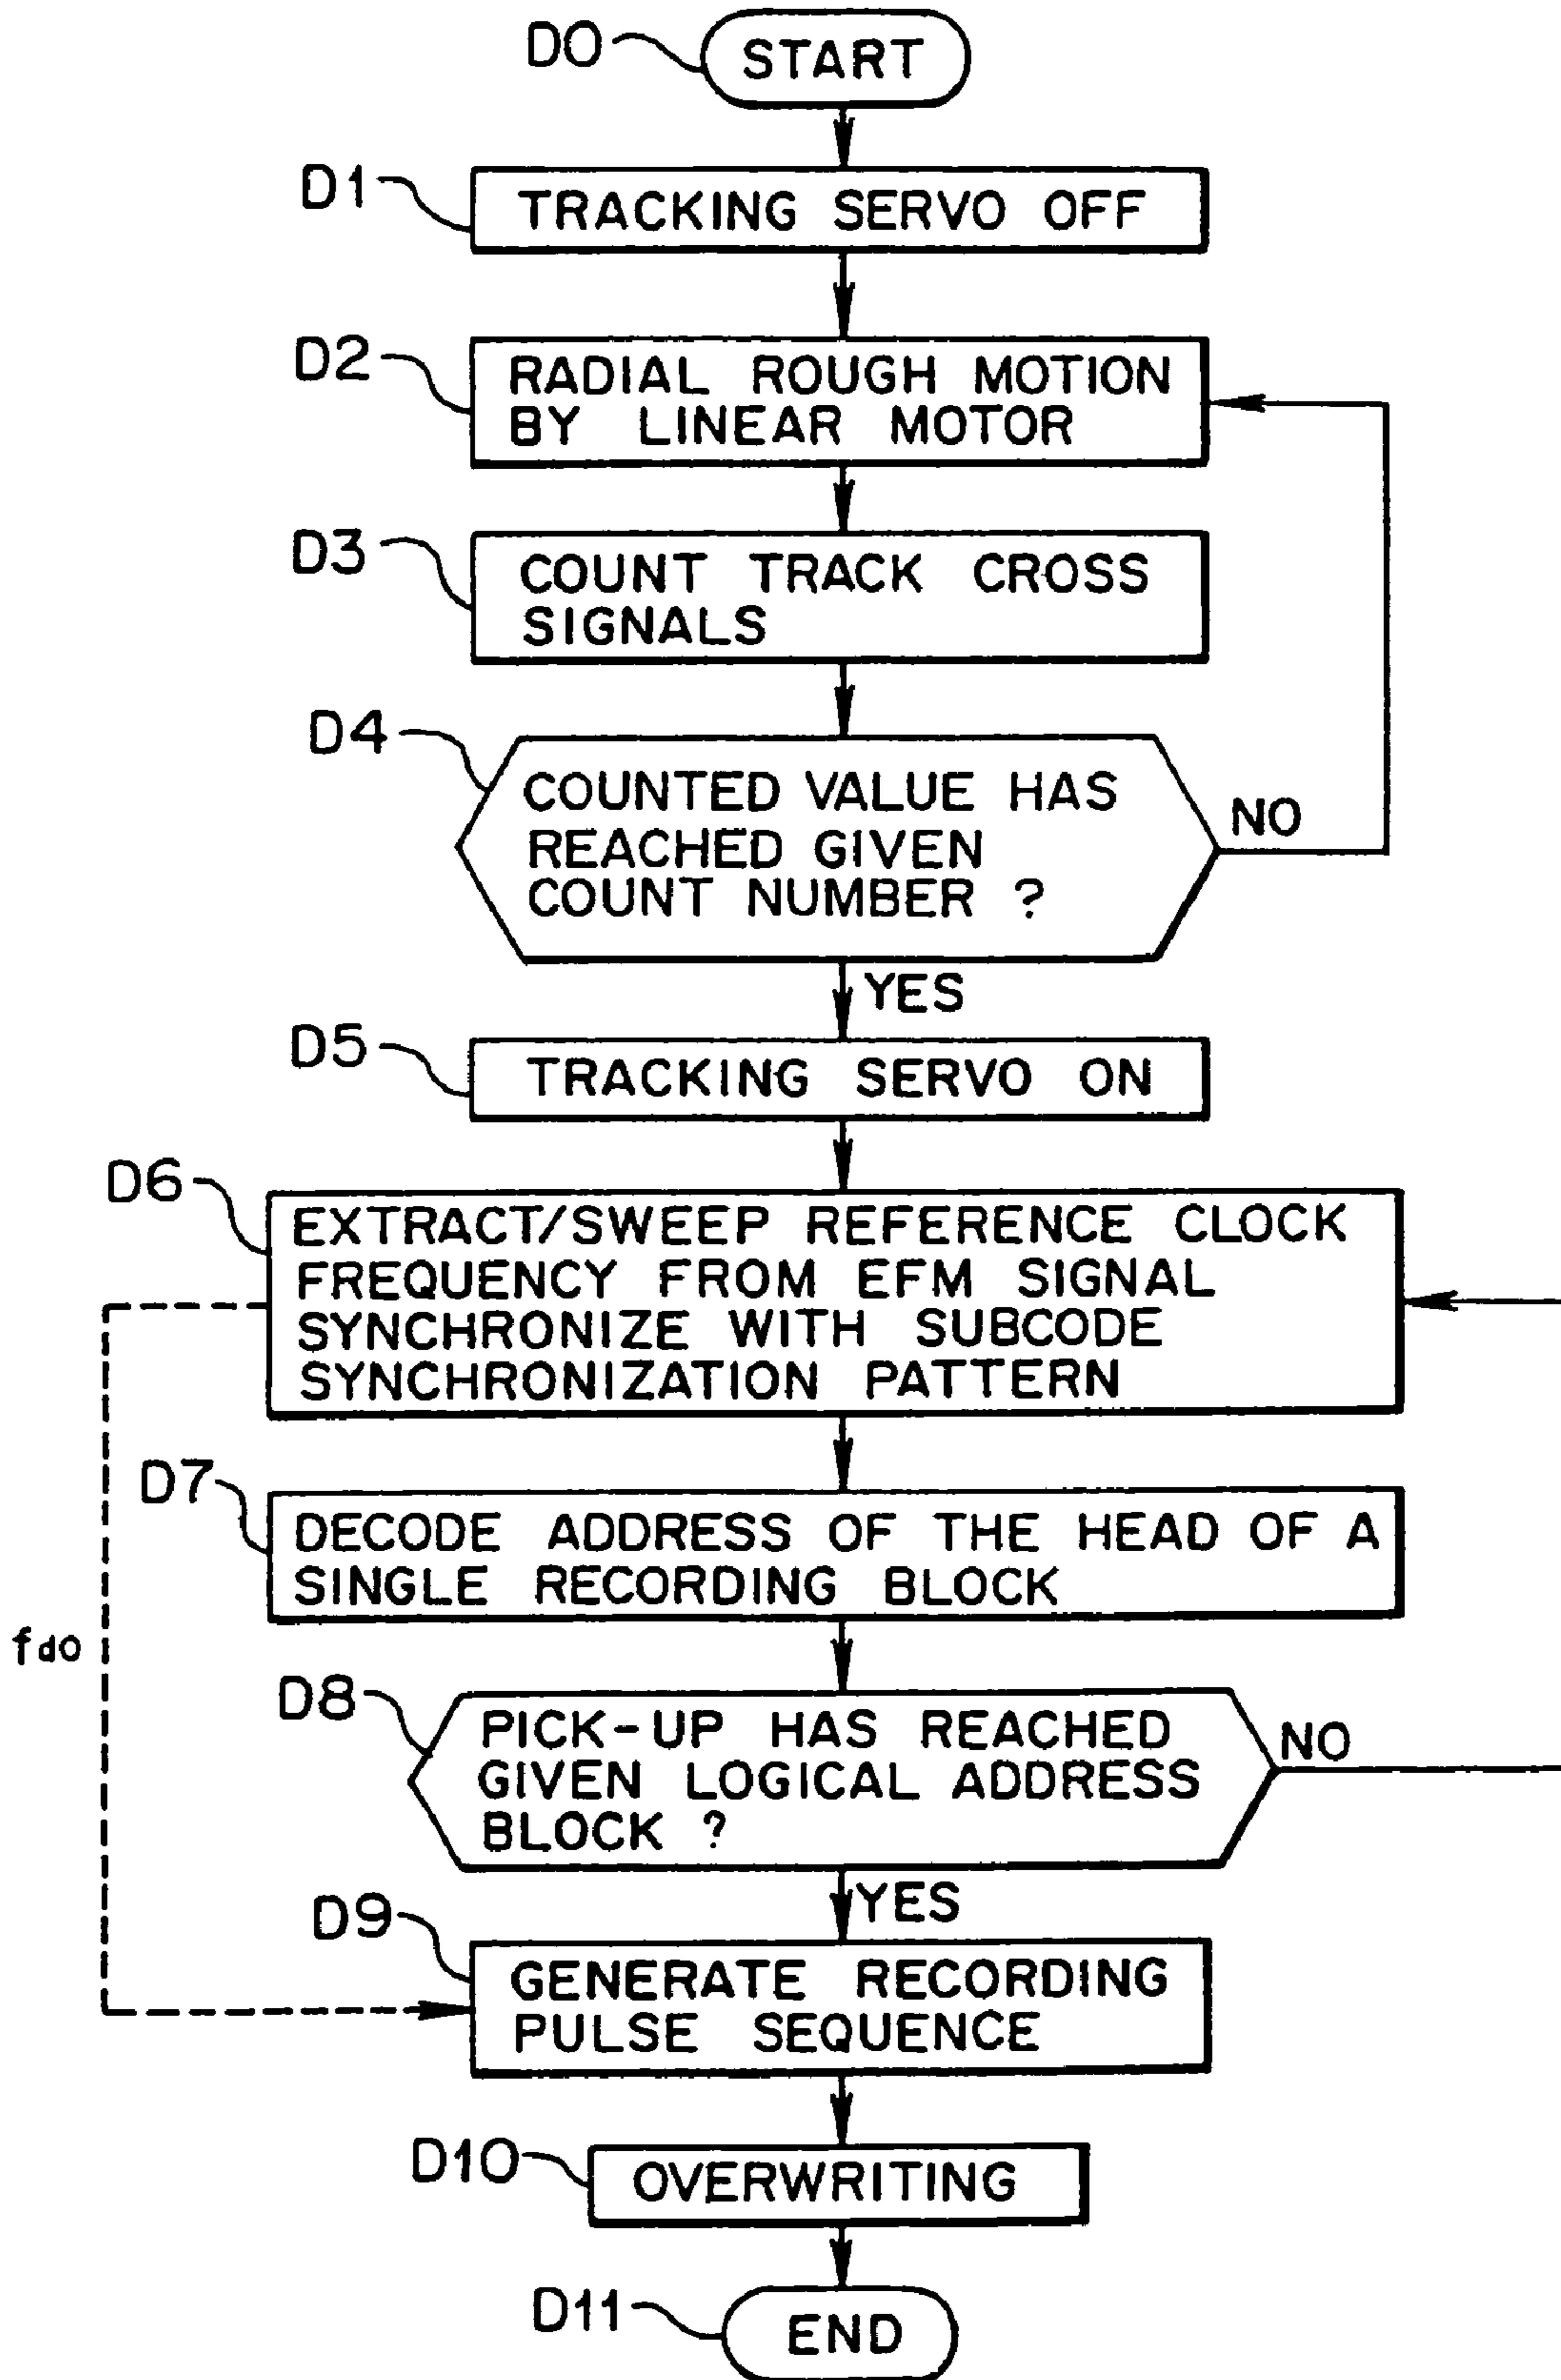 D0
START
D1
TRACKING SERVO OFF
D2
RADIAL ROUGH MOTION
BY LINEAR MOTOR
D3
COUNT TRACK CROSS
SIGNALS
D4
COUNTED VALUE HAS
REACHED GIVEN
COUNT NUMBER ?
NO
YES
D5
TRACKING SERVO ON
D6
EXTRACT/SWEEP REFERENCE CLOCK
FREQUENCY FROM EFM SIGNAL
SYNCHRONIZE WITH SUBCODE
SYNCHRONIZATION PATTERN
D7
DECODE ADDRESS OF THE HEAD OF A
SINGLE RECORDING BLOCK
fd0
D8
PICK-UP HAS REACHED
GIVEN LOGICAL ADDRESS
BLOCK ?
NO
YES
D9
GENERATE RECORDING
PULSE SEQUENCE
D10
OVERWRITING
D11
END